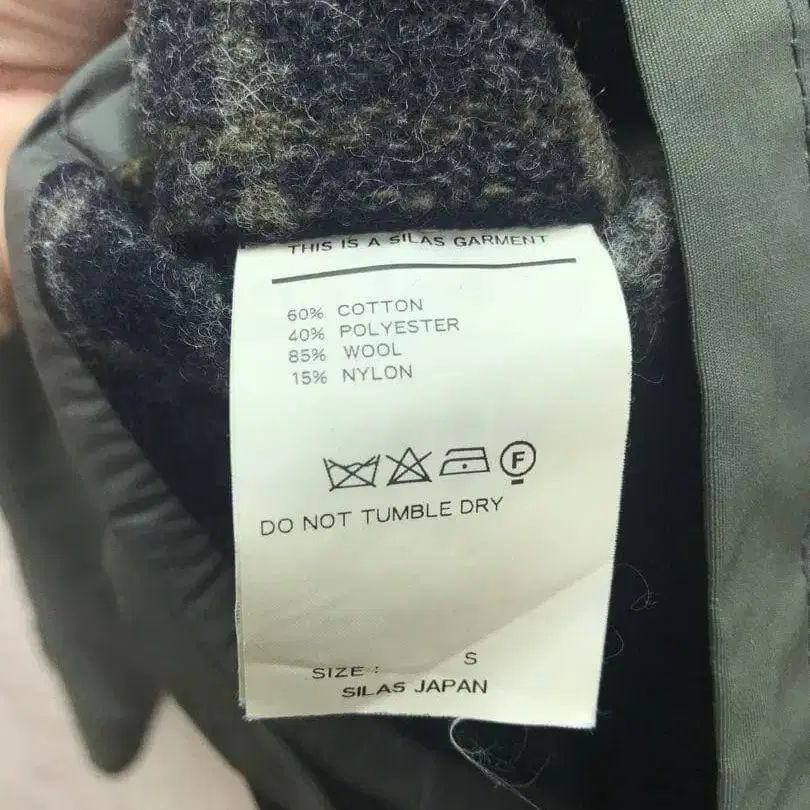 THIS IS A SILAS GARMENT
60% COTTON
40% POLYESTER
85% WOOL
15% NYLON
F
DO NOT TUMBLE DRY
SIZE : S
SILAS JAPAN